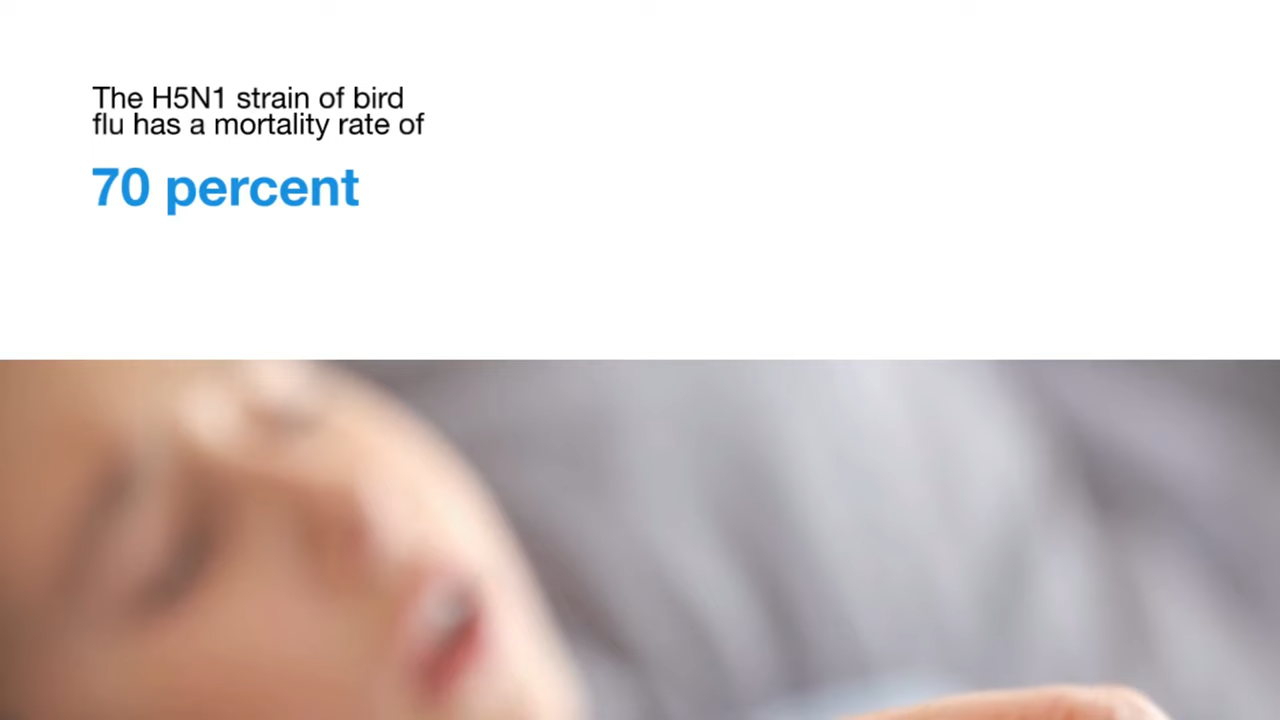 The H5N1 strain of bird
flu has a mortality rate of
70 percent